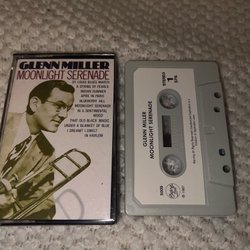 GLENN MILLER
MOONLIGHT SERENADE
ST. LOUIS BLUES MARCH
A STRING OF PEARLS
INDIAN SUMMER
APRIL IN PARIS
BLUEBERRY HILL
MOONLIGHT SERENADE
IN A SENTIMENTAL
MOOD
THAT OLD BLACK MAGIC
UNDER A BLANKET OF BLUE
I DREAMT I DWELT
IN HARLEM
GLENN MILLER
MOONLIGHT SERENADE
STEREO